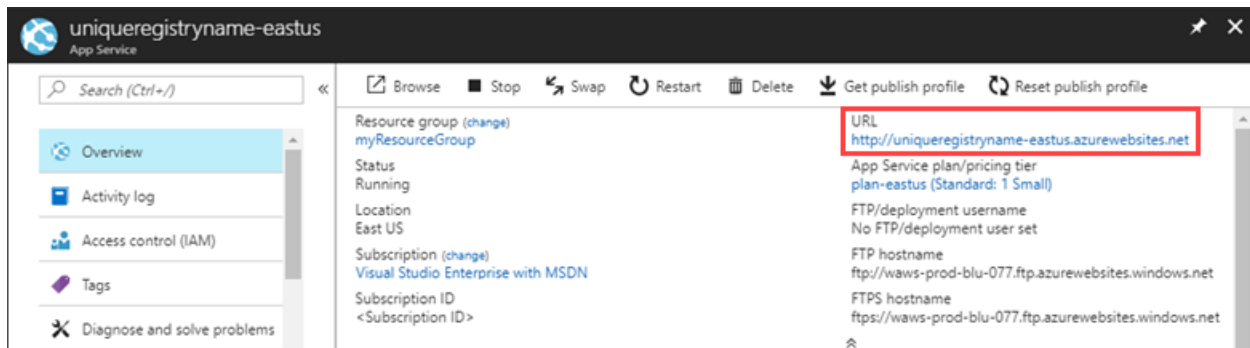 uniqueregistryname-eastus
App Service
Search (Ctrl+/)
«
Overview
Activity log
Access control (IAM)
Tags
Diagnose and solve problems
Browse Stop Swap Restart Delete Get publish profile Reset publish profile
Resource group (change)
myResourceGroup
Status
Running
Location
East US
Subscription (change)
Visual Studio Enterprise with MSDN
Subscription ID
<Subscription ID>
URL
http://uniqueregistryname-eastus.azurewebsites.net
App Service plan/pricing tier
plan-eastus (Standard: 1 Small)
FTP/deployment username
No FTP/deployment user set
FTP hostname
ftp://waws-prod-blu-077.ftp.azurewebsites.windows.net
FTPS hostname
ftps://waws-prod-blu-077.ftp.azurewebsites.windows.net